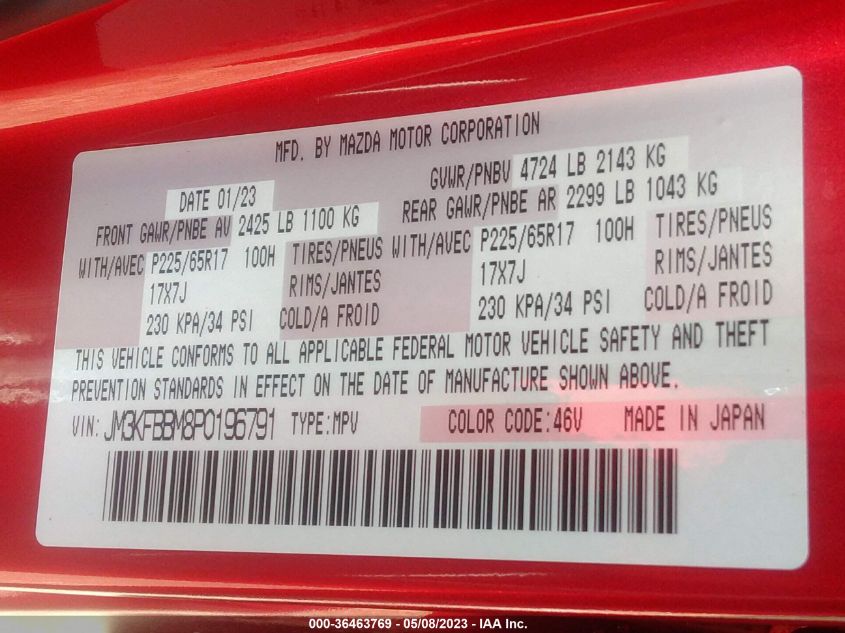 MFD. BY MAZDA MOTOR CORPORATION
DATE 01/23 GVWR/PNBV 4724 LB 2143 KG
FRONT GAWR/PNBE AV 2425 LB 1100 KG REAR GAWR/PNBE AR 2299 LB 1043 KG
WITH/AVEC P225/65R17 100H TIRES/PNEUS WITH/AVEC P225/65R17 100H TIRES/PNEUS
17X7J RIMS/JANTES 17X7J RIMS/JANTES
230 KPA/34 PSI COLD/A FROID 230 KPA/34 PSI COLD/A FROID
THIS VEHICLE CONFORMS TO ALL APPLICABLE FEDERAL MOTOR VEHICLE SAFETY AND THEFT
PREVENTION STANDARDS IN EFFECT ON THE DATE OF MANUFACTURE SHOWN ABOVE.
VIN: JM3KFBBM8P0196791 TYPE:MPV COLOR CODE:46V MADE IN JAPAN
000-36463769 - 05/08/2023 - IAA Inc.